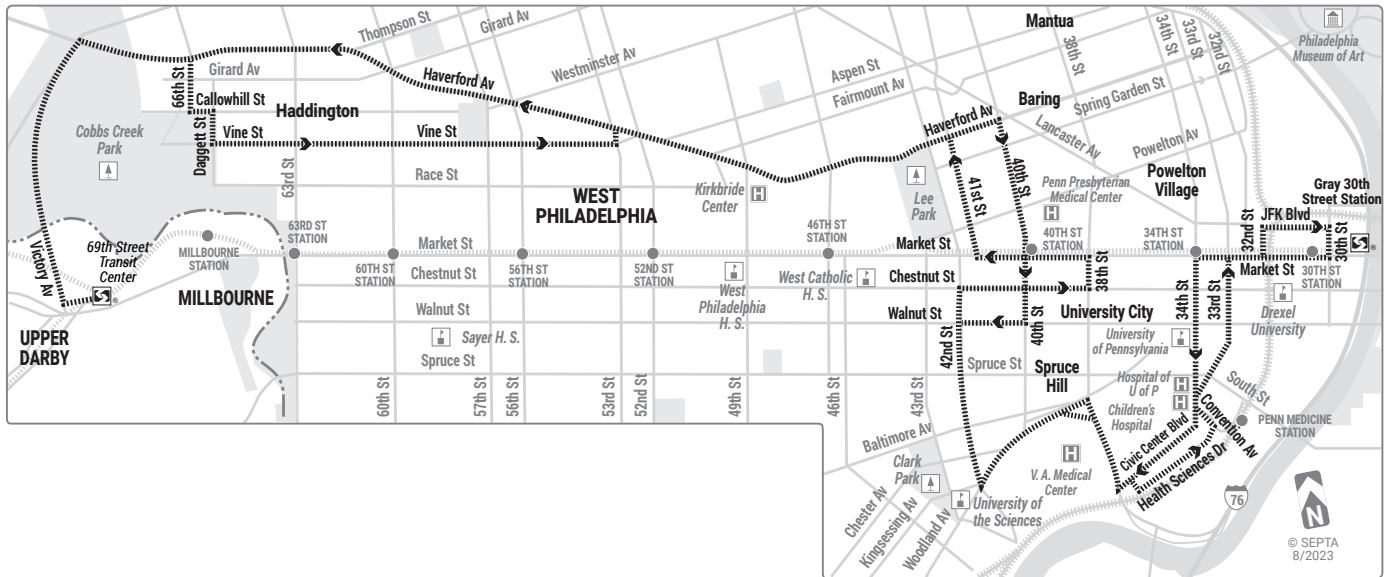 Thompson St
Girard Av
Westminster Av
Aspen St
Fairmount Av
Mantua
38th St
34th St
33rd St
32nd St
Philadelphia
Museum of Art
Girard Av
66th St
Callowhill St
Haddington
Haverford Av
Baring
Spring Garden St
Haverford Av
Lancaster Av
Powelton Av
Cobbs Creek
Park
Daggett St
Vine St
Vine St
Race St
63rd St
WEST
PHILADELPHIA
Kirkbride
Center
H
Lee
Park
41st St
40th St
Penn Presbyterian
Medical Center
H
Powelton
Village
Gray 30th
Street Station
Victory Av
69th Street
Transit
Center
MILLBOURNE
STATION
63RD ST
STATION
Market St
46TH ST
STATION
Market St
40TH ST
STATION
34TH ST
STATION
32nd St
JFK Blvd
30th St
Market St
30TH ST
STATION
60TH ST
STATION
56TH ST
STATION
52ND ST
STATION
Chestnut St
West
Philadelphia
H. S.
West Catholic
H. S.
Chestnut St
38th St
MILLBOURNE
Walnut St
Walnut St
40th St
University City
34th St
33rd St
Drexel
University
UPPER
DARBY
Sayer H. S.
Spruce St
42nd St
Spruce St
Spruce
Hill
University
of Pennsylvania
Hospital of
U of P
H
H
Children's
Hospital
South St
60th St
57th St
56th St
53rd St
52nd St
49th St
46th St
43rd St
Baltimore Av
Convention Av
PENN MEDICINE
STATION
Civic Center Blvd
Health Sciences Dr
H
V. A. Medical
Center
Clark
Park
Chester Av
Kingsessing Av
Woodland Av
University of
the Sciences
76
N
© SEPTA
8/2023